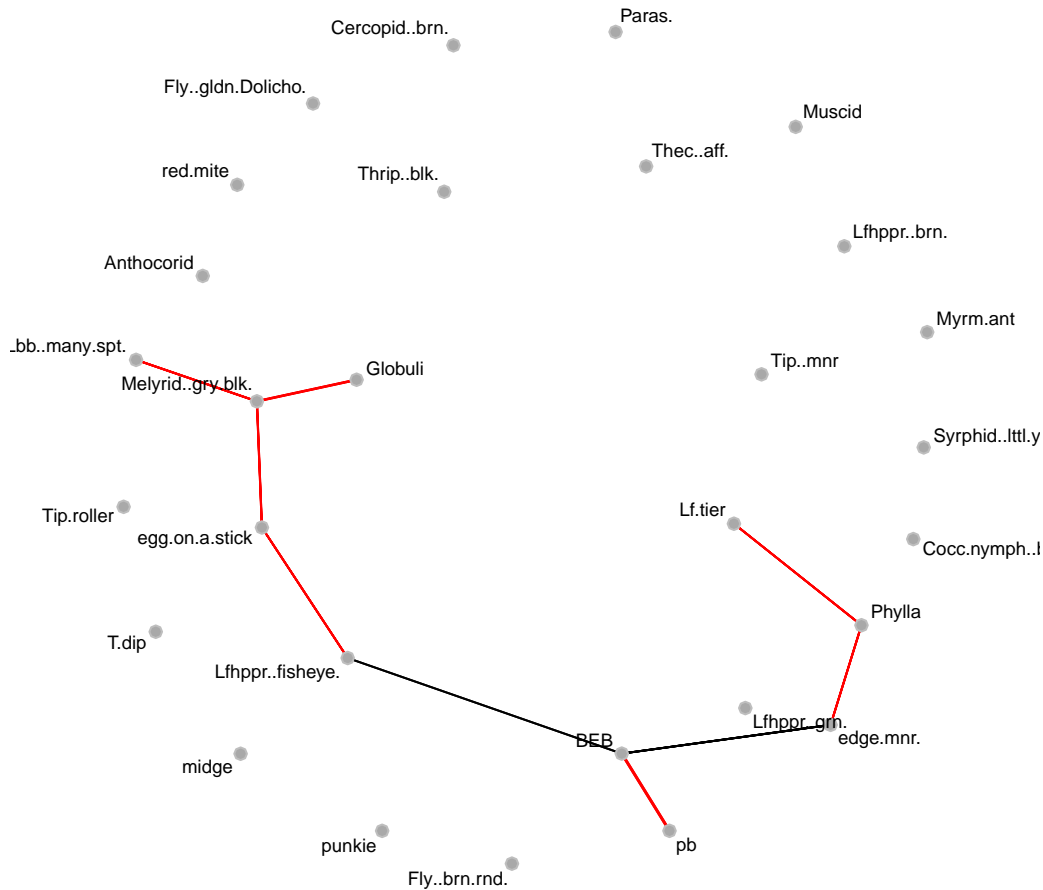 Paras.
Cercopid..brn.
Fly..gldn.Dolicho.
Muscid
Thec..aff.
red.mite
Thrip..blk.
Lfhppr..brn.
Anthocorid
Myrm.ant
.bb..many.spt.
Globuli
Tip..mnr
Melyrid..gry.blk.
Syrphid..lttl.y
Tip.roller
Lf.tier
egg.on.a.stick
Cocc.nymph..b
Phylla
T.dip
Lfhppr..fisheye.
Lfhppr..grn.
edge.mnr.
BEB
midge
punkie
pb
Fly..brn.rnd.